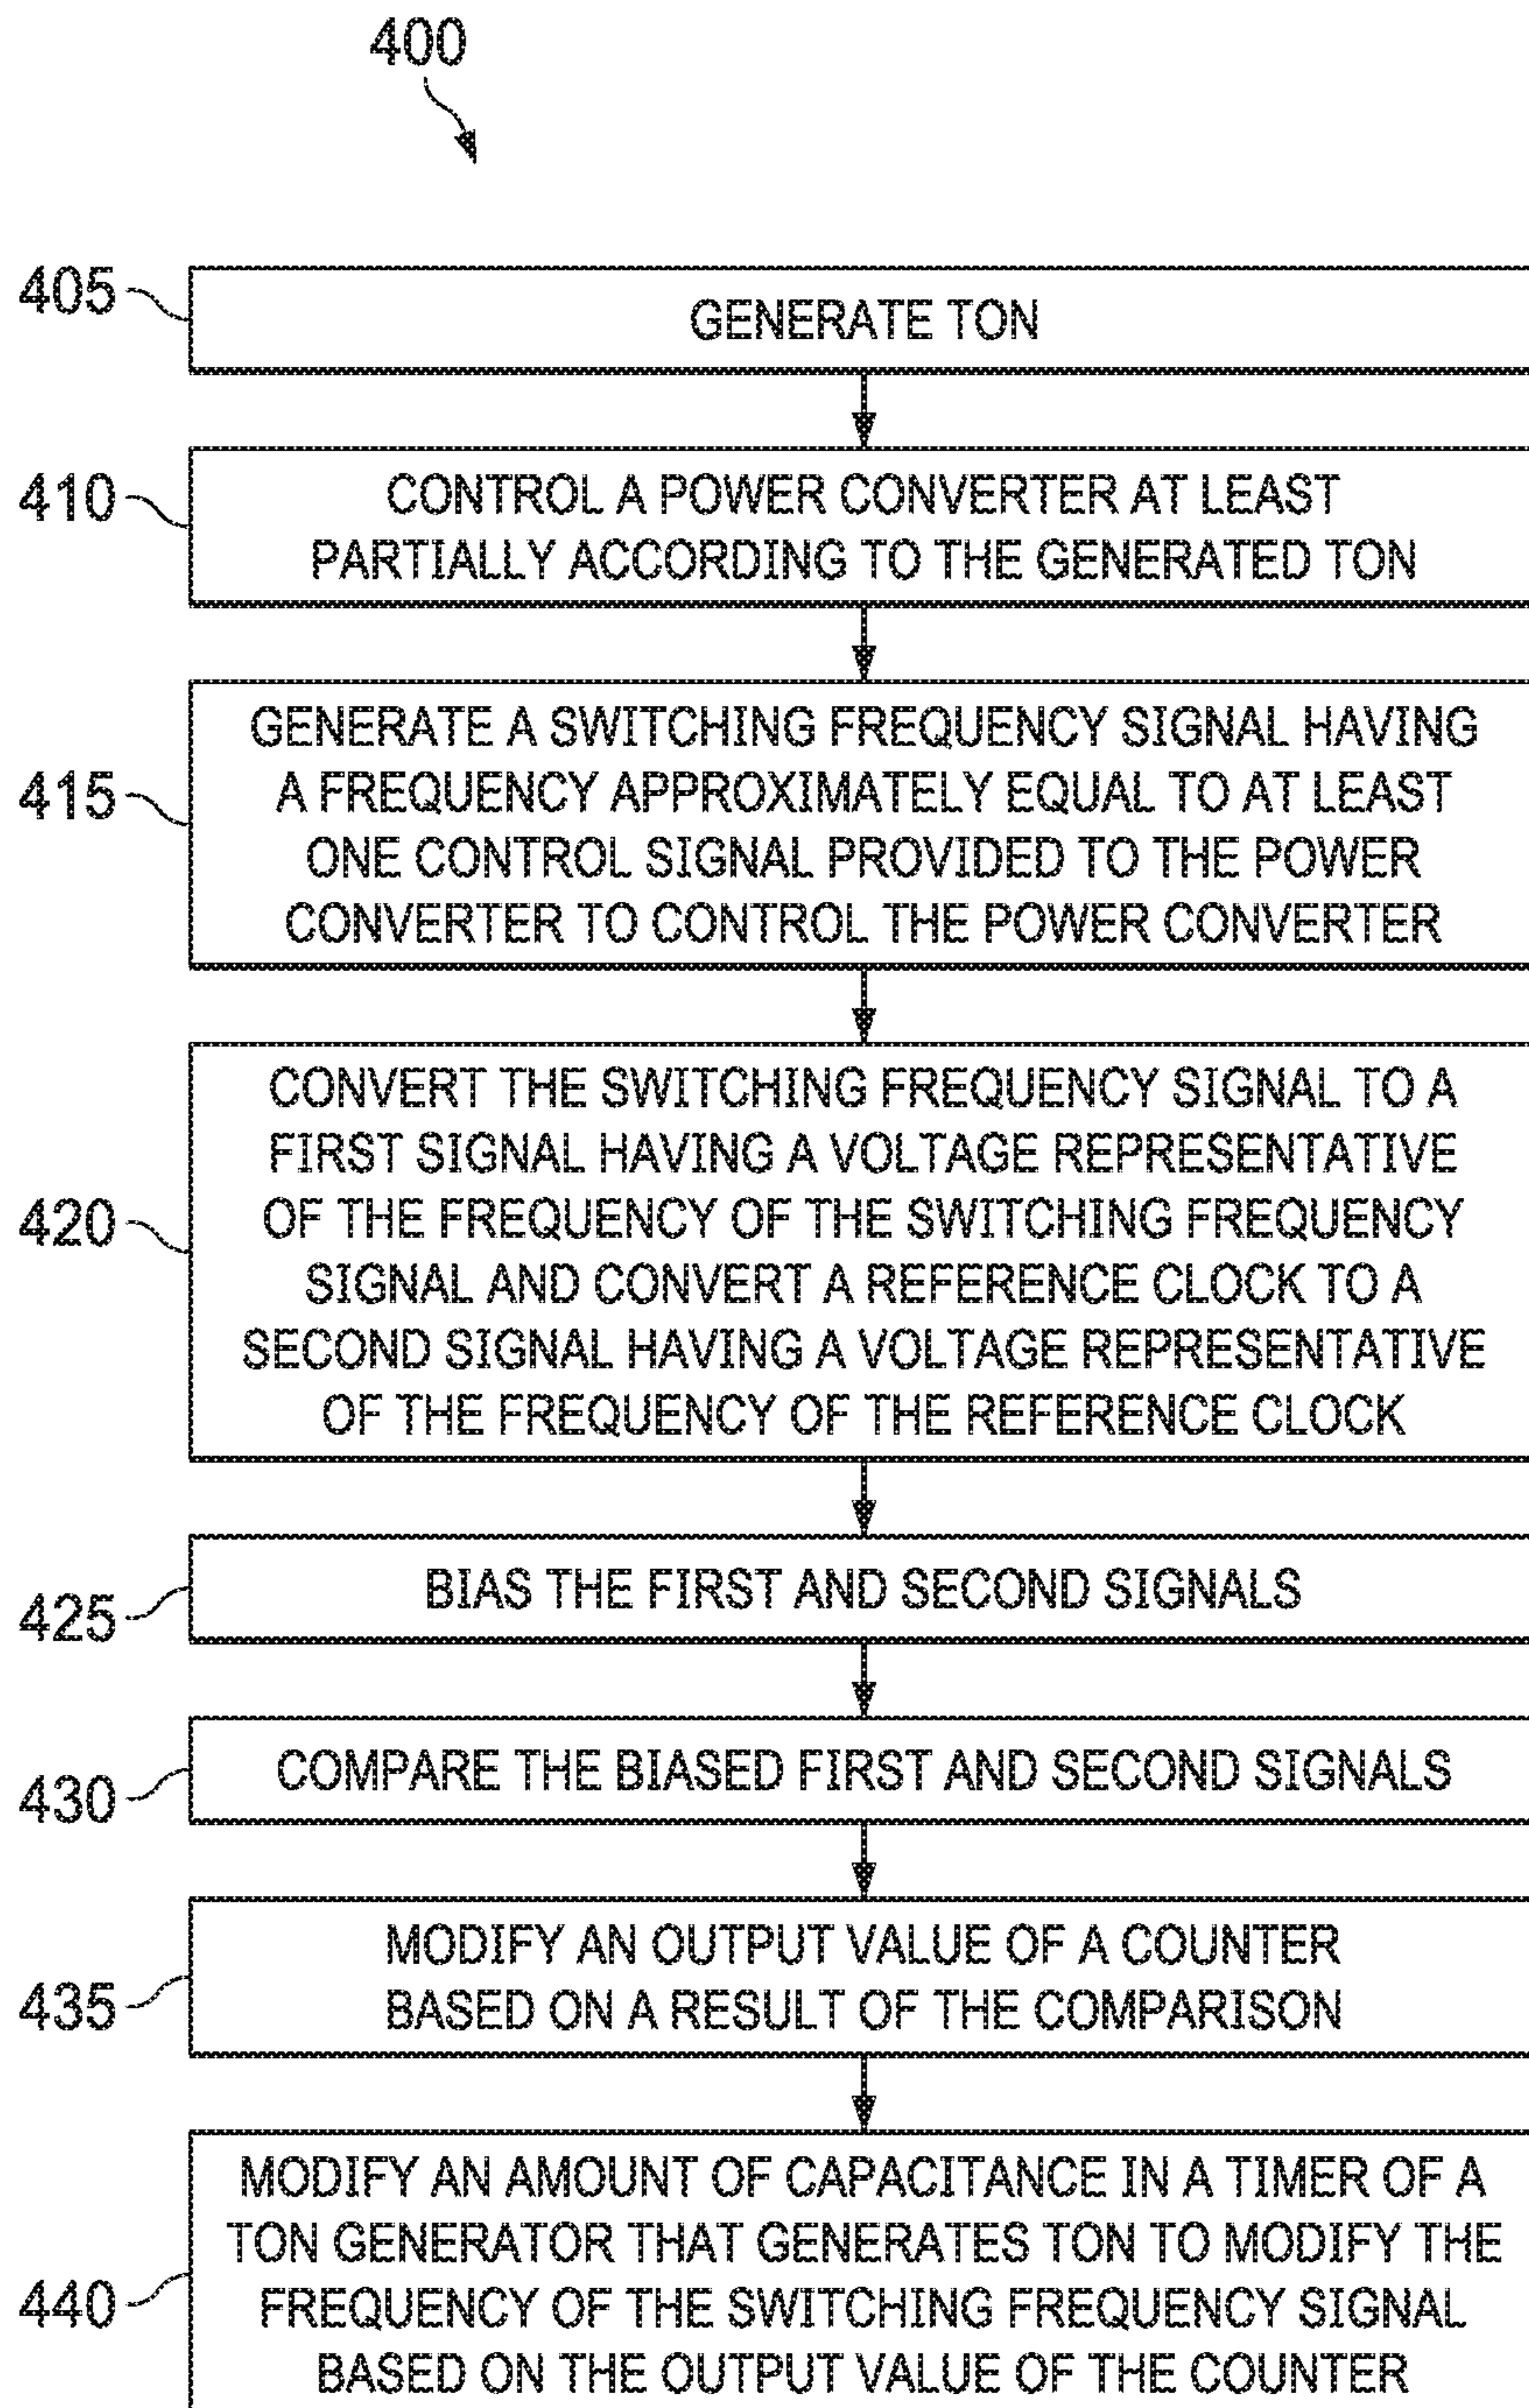 400
405
GENERATE TON
410
CONTROL A POWER CONVERTER AT LEAST
PARTIALLY ACCORDING TO THE GENERATED TON
415
GENERATE A SWITCHING FREQUENCY SIGNAL HAVING
A FREQUENCY APPROXIMATELY EQUAL TO AT LEAST
ONE CONTROL SIGNAL PROVIDED TO THE POWER
CONVERTER TO CONTROL THE POWER CONVERTER
420
CONVERT THE SWITCHING FREQUENCY SIGNAL TO A
FIRST SIGNAL HAVING A VOLTAGE REPRESENTATIVE
OF THE FREQUENCY OF THE SWITCHING FREQUENCY
SIGNAL AND CONVERT A REFERENCE CLOCK TO A
SECOND SIGNAL HAVING A VOLTAGE REPRESENTATIVE
OF THE FREQUENCY OF THE REFERENCE CLOCK
425
BIAS THE FIRST AND SECOND SIGNALS
430
COMPARE THE BIASED FIRST AND SECOND SIGNALS
435
MODIFY AN OUTPUT VALUE OF A COUNTER
BASED ON A RESULT OF THE COMPARISON
440
MODIFY AN AMOUNT OF CAPACITANCE IN A TIMER OF A
TON GENERATOR THAT GENERATES TON TO MODIFY THE
FREQUENCY OF THE SWITCHING FREQUENCY SIGNAL
BASED ON THE OUTPUT VALUE OF THE COUNTER